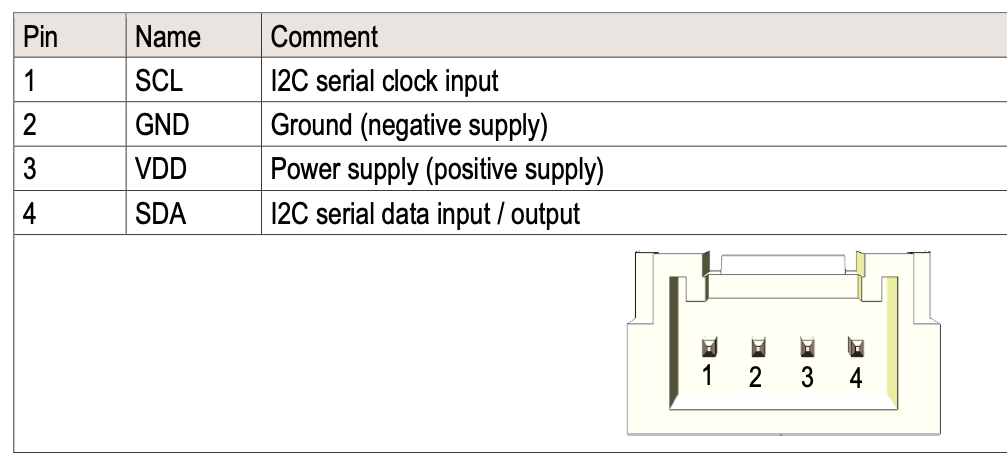 Pin Name Comment
1 SCL I2C serial clock input
2 GND Ground (negative supply)
3 VDD Power supply (positive supply)
4 SDA I2C serial data input / output
1 2 3 4